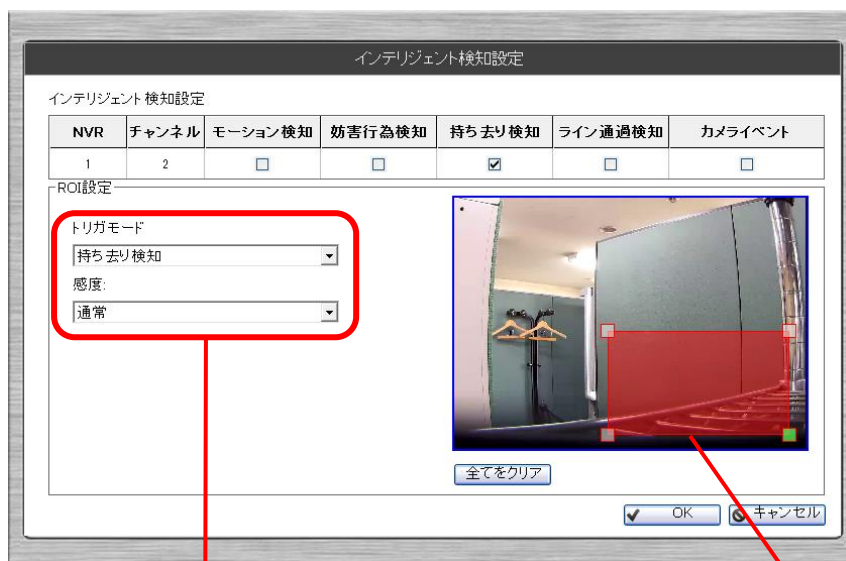 インテリジェント検知設定
インテリジェント検知設定
NVR チャンネル モーション検知 妨害行為検知 持ち去り検知 ライン通過検知 カメライベント
1 2
ROI設定
トリガモード
持ち去り検知
感度:
通常
全てをクリア
OK キャンセル